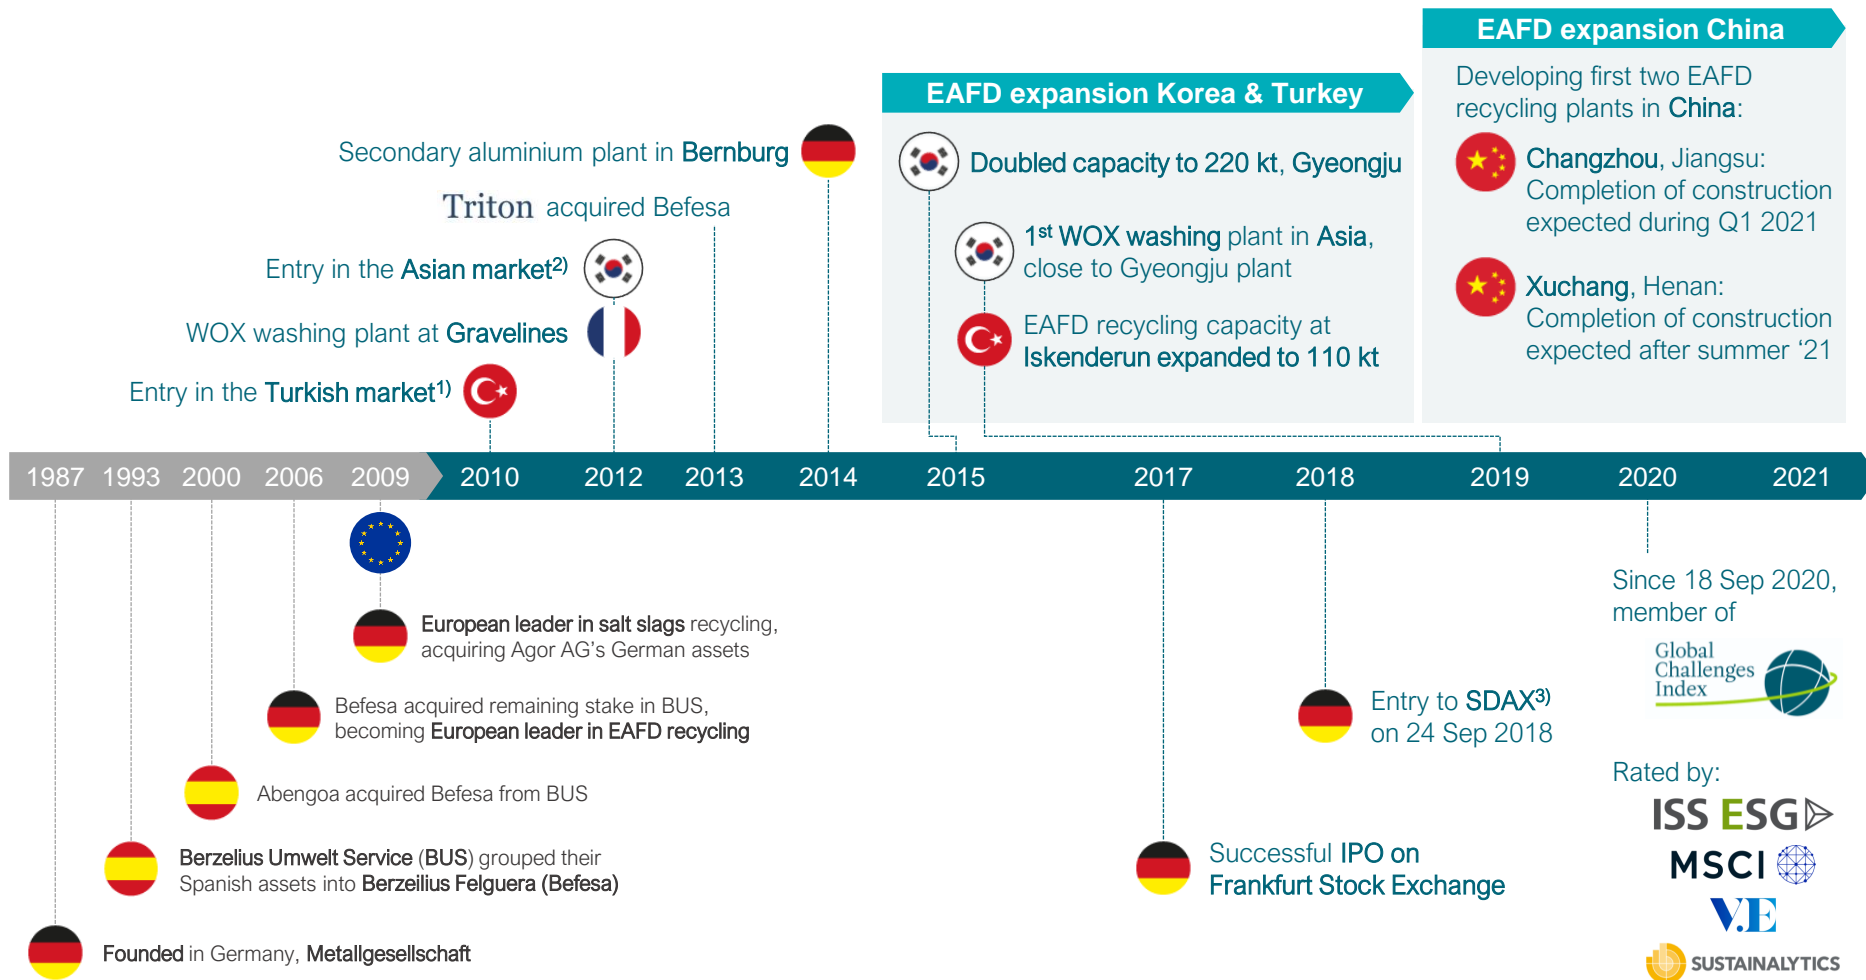 EAFD expansion China
Developing first two EAFD
recycling plants in China:
Changzhou, Jiangsu:
Completion of construction
expected during Q1 2021
Xuchang, Henan:
Completion of construction
expected after summer ‘21
EAFD expansion Korea & Turkey
Doubled capacity to 220 kt, Gyeongju
1st WOX washing plant in Asia,
close to Gyeongju plant
EAFD recycling capacity at
Iskenderun expanded to 110 kt
Secondary aluminium plant in Bernburg
Triton acquired Befesa
Entry in the Asian market2)
WOX washing plant at Gravelines
Entry in the Turkish market1)
1987 1993 2000 2006 2009 2010 2012 2013 2014 2015 2017 2018 2019 2020 2021
European leader in salt slags recycling,
acquiring Agor AG’s German assets
Befesa acquired remaining stake in BUS,
becoming European leader in EAFD recycling
Abengoa acquired Befesa from BUS
Berzelius Umwelt Service (BUS) grouped their
Spanish assets into Berzeilius Felguera (Befesa)
Founded in Germany, Metallgesellschaft
Successful IPO on
Frankfurt Stock Exchange
Entry to SDAX3)
on 24 Sep 2018
Since 18 Sep 2020,
member of
Global
Challenges
Index
Rated by:
ISS ESG
MSCI
V.E
SUSTAINALYTICS